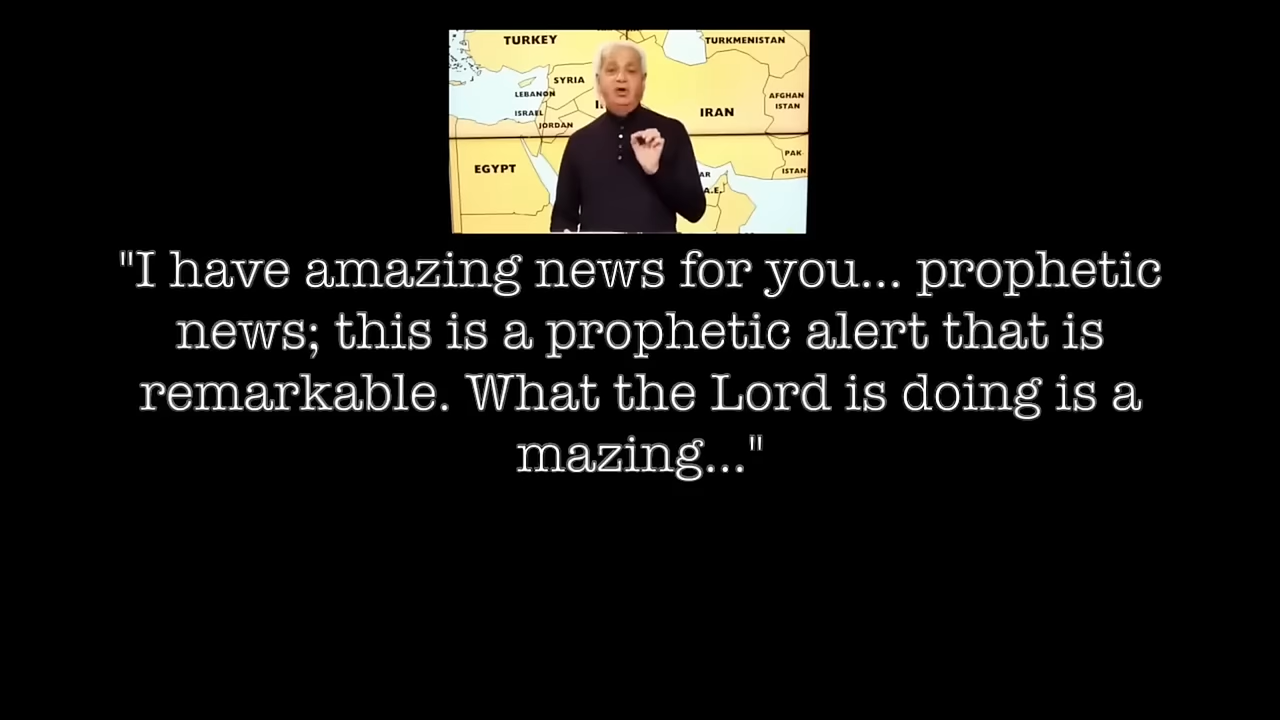 TURKEY
TURKMENISTAN
SYRIA
LEBANON
AFGHAN
ISTAN
ISRAEL
IRAN
JORDAN
PAK-
ISTAN
EGYPT
"I have amazing news for you... prophetic
news; this is a prophetic alert that is
remarkable. What the Lord is doing is a
mazing..."